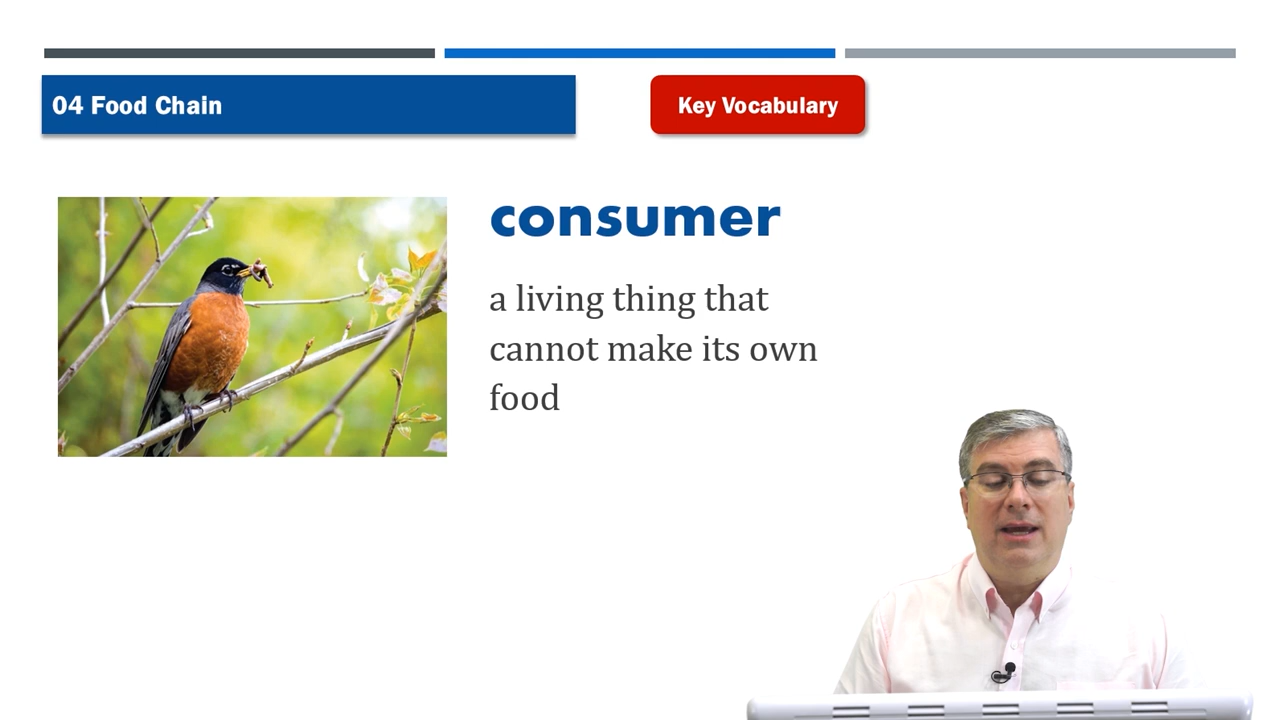 04 Food Chain
Key Vocabulary
consumer
a living thing that
cannot make its own
food